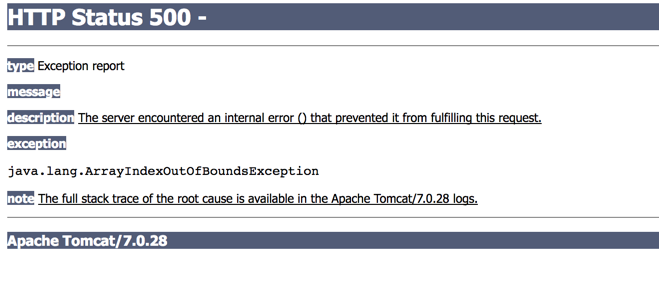 HTTP Status 500 -
type Exception report
message
description The server encountered an internal error () that prevented it from fulfilling this request.
exception
java.lang.ArrayIndexOutOfBoundsException
note The full stack trace of the root cause is available in the Apache Tomcat/7.0.28 logs.
Apache Tomcat/7.0.28